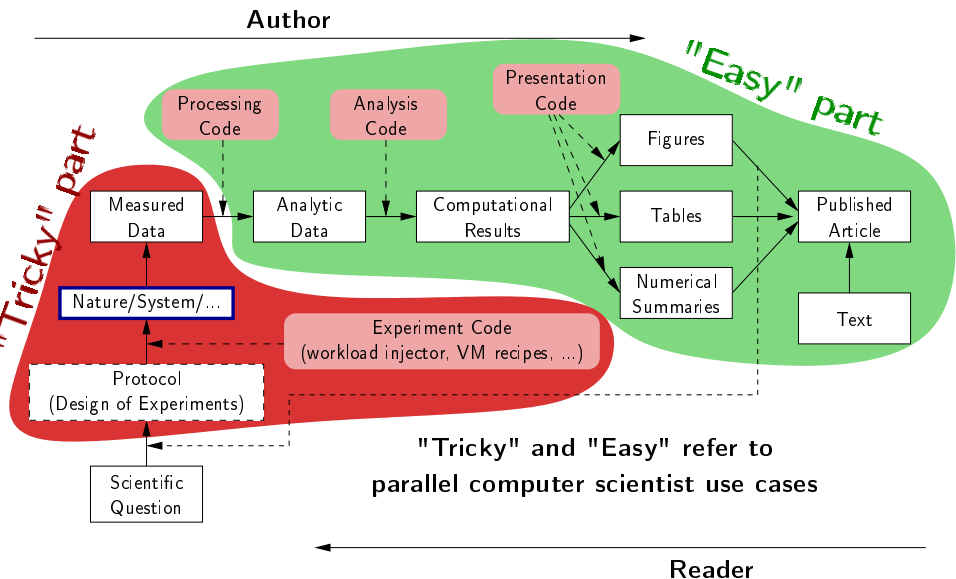 Author
"Easy" part
Presentation
Code
Processing
Code
Analysis
Code
Figures
"Tricky" part
Measured
Data
Analytic
Data
Computational
Results
Tables
Published
Article
Nature/System/...
Numerical
Summaries
Text
Experiment Code
(workload injector, VM recipes, ...)
Protocol
(Design of Experiments)
"Tricky" and "Easy" refer to
parallel computer scientist use cases
Scientific
Question
Reader